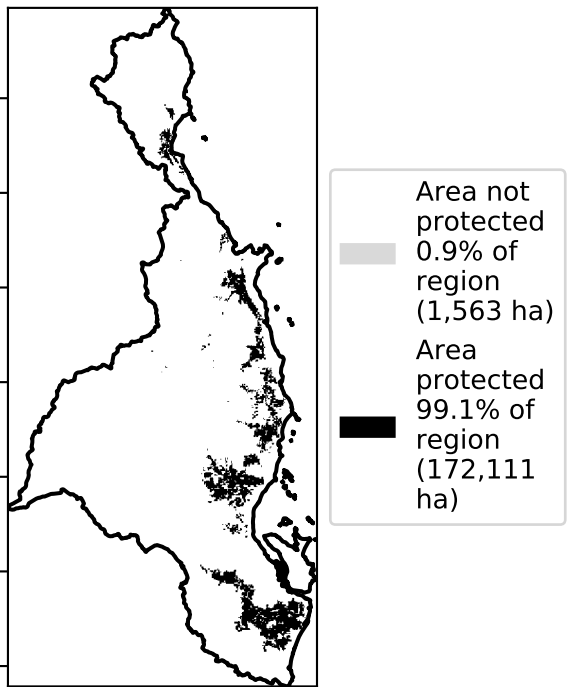 Area not
protected
0.9% of
region
(1,563 ha)
Area
protected
99.1% of
region
(172,111
ha)